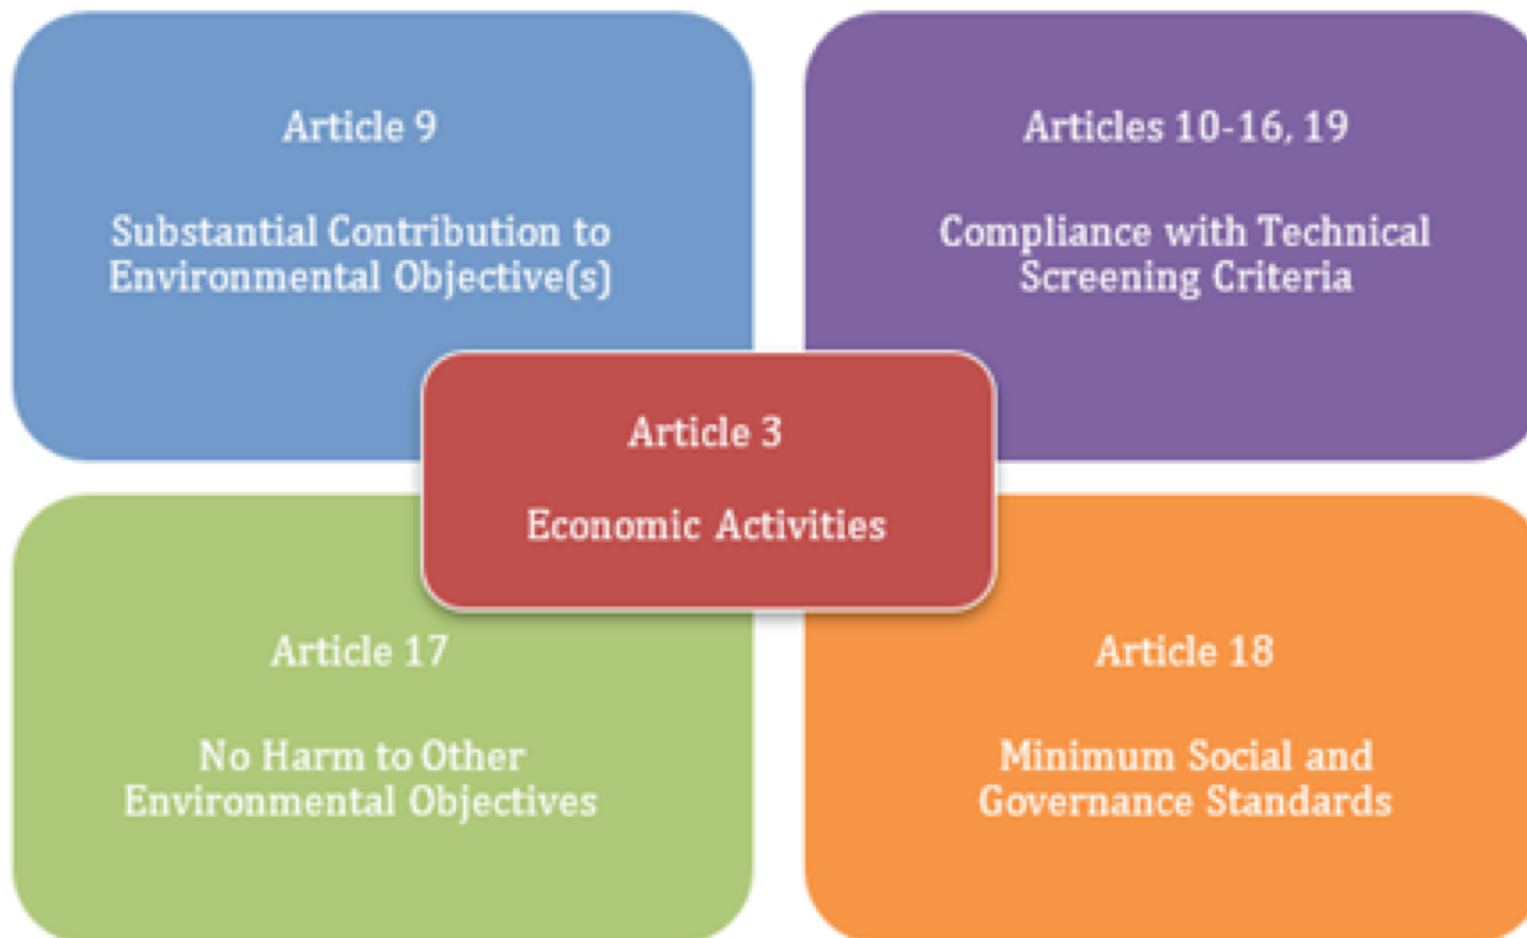 Article 9
Substantial Contribution to
Environmental Objective(s)
Articles 10-16, 19
Compliance with Technical
Screening Criteria
Article 3
Economic Activities
Article 17
No Harm to Other
Environmental Objectives
Article 18
Minimum Social and
Governance Standards